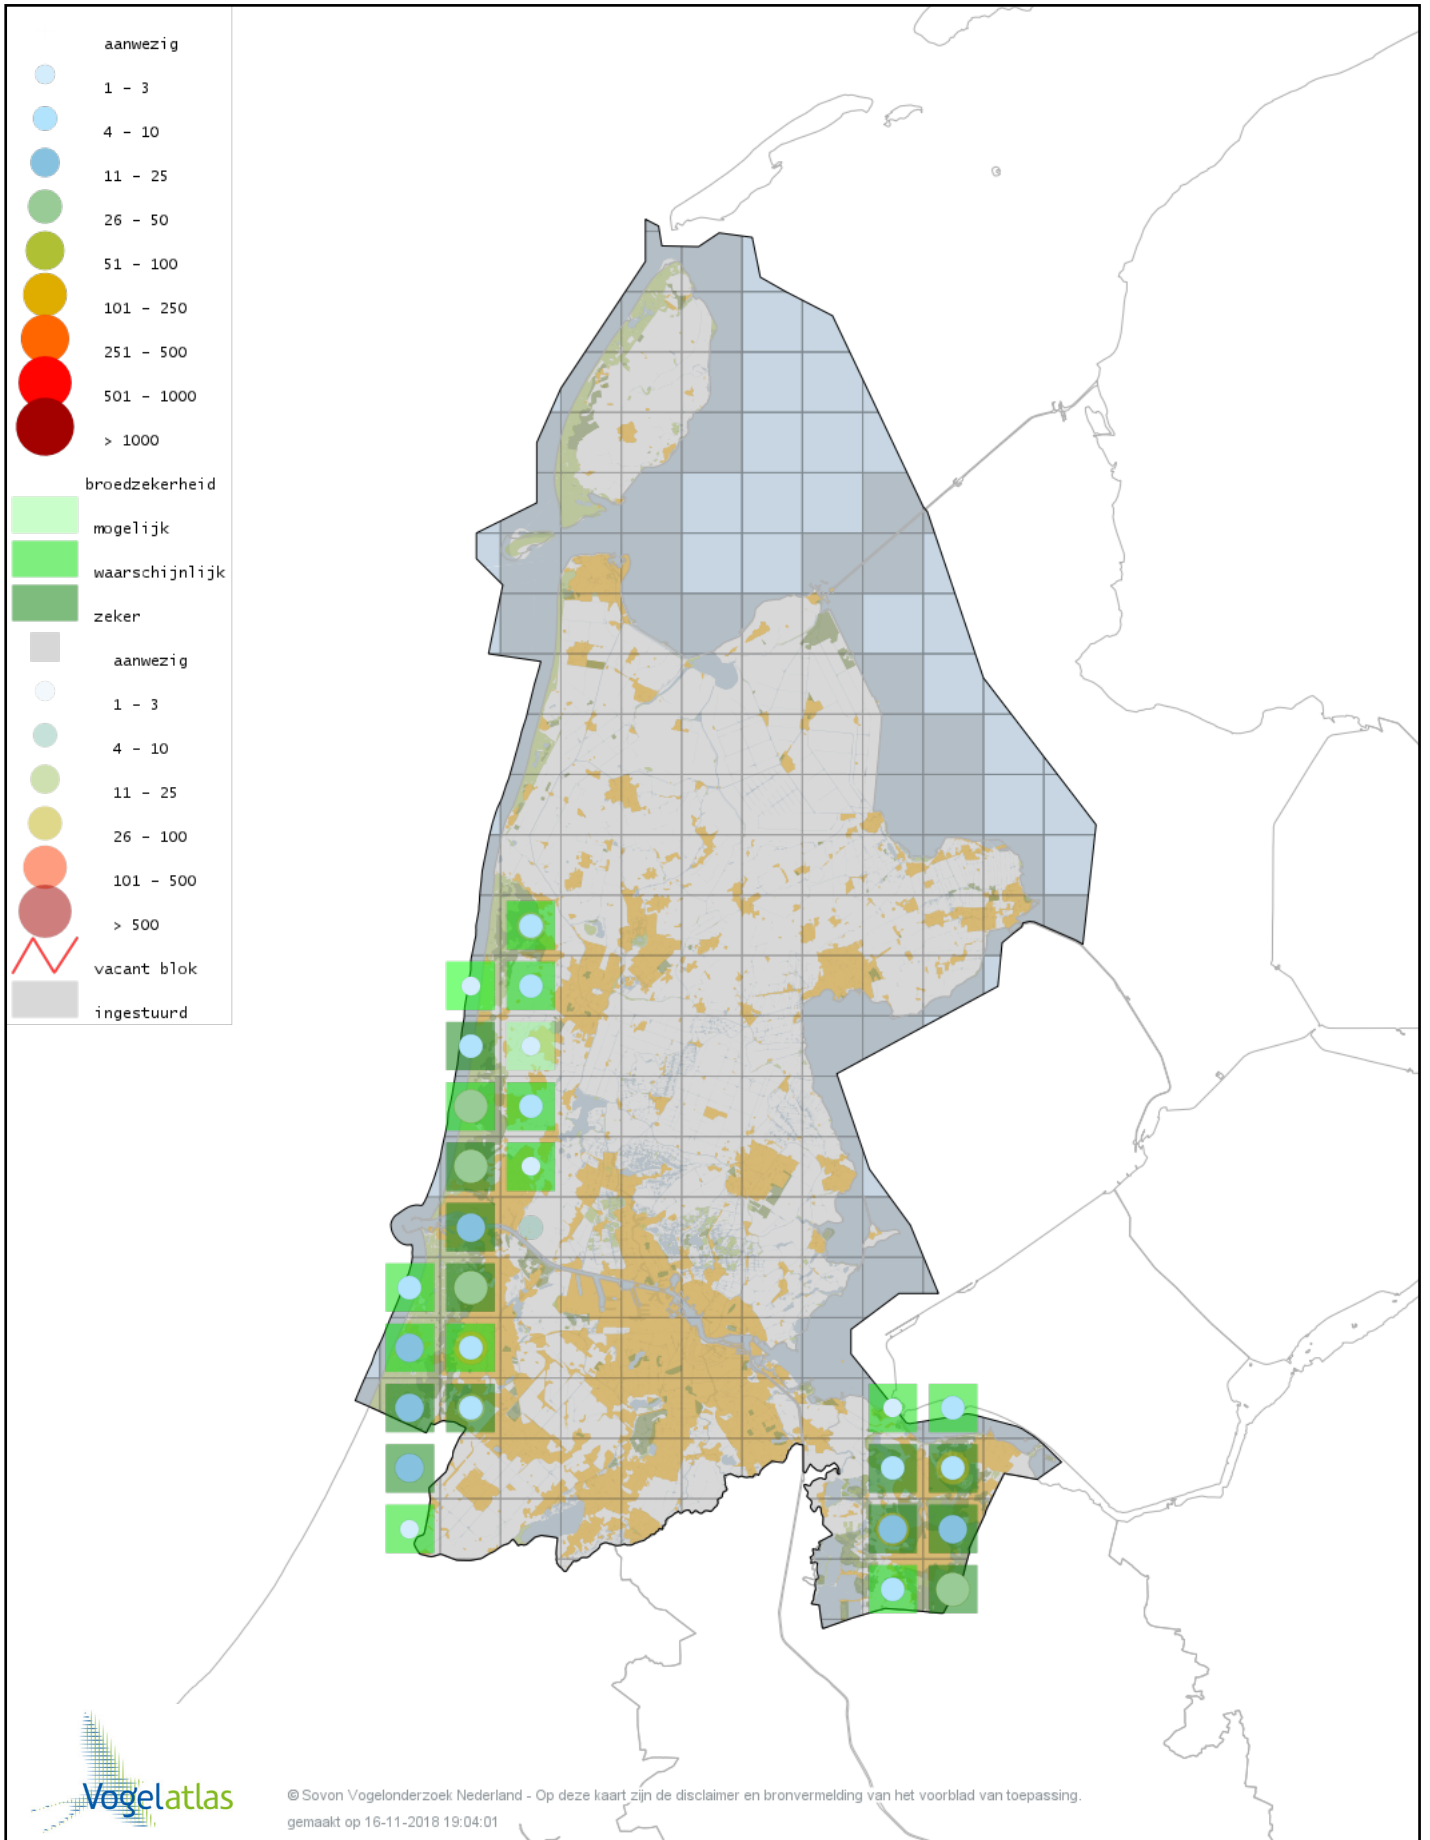 aanwezig
1 - 3
4 - 10
11 - 25
26 - 50
51 - 100
101 - 250
251 - 500
501 - 1000
> 1000
broedzekerheid
mogelijk
waarschijnlijk
zeker
aanwezig
1 - 3
4 - 10
11 - 25
26 - 100
101 - 500
> 500
vacant blok
ingestuurd
Vogelatlas
© Sovon Vogelonderzoek Nederland - Op deze kaart zijn de disclaimer en bronvermelding van het voorblad van toepassing.
gemaakt op 16-11-2018 19:04:01